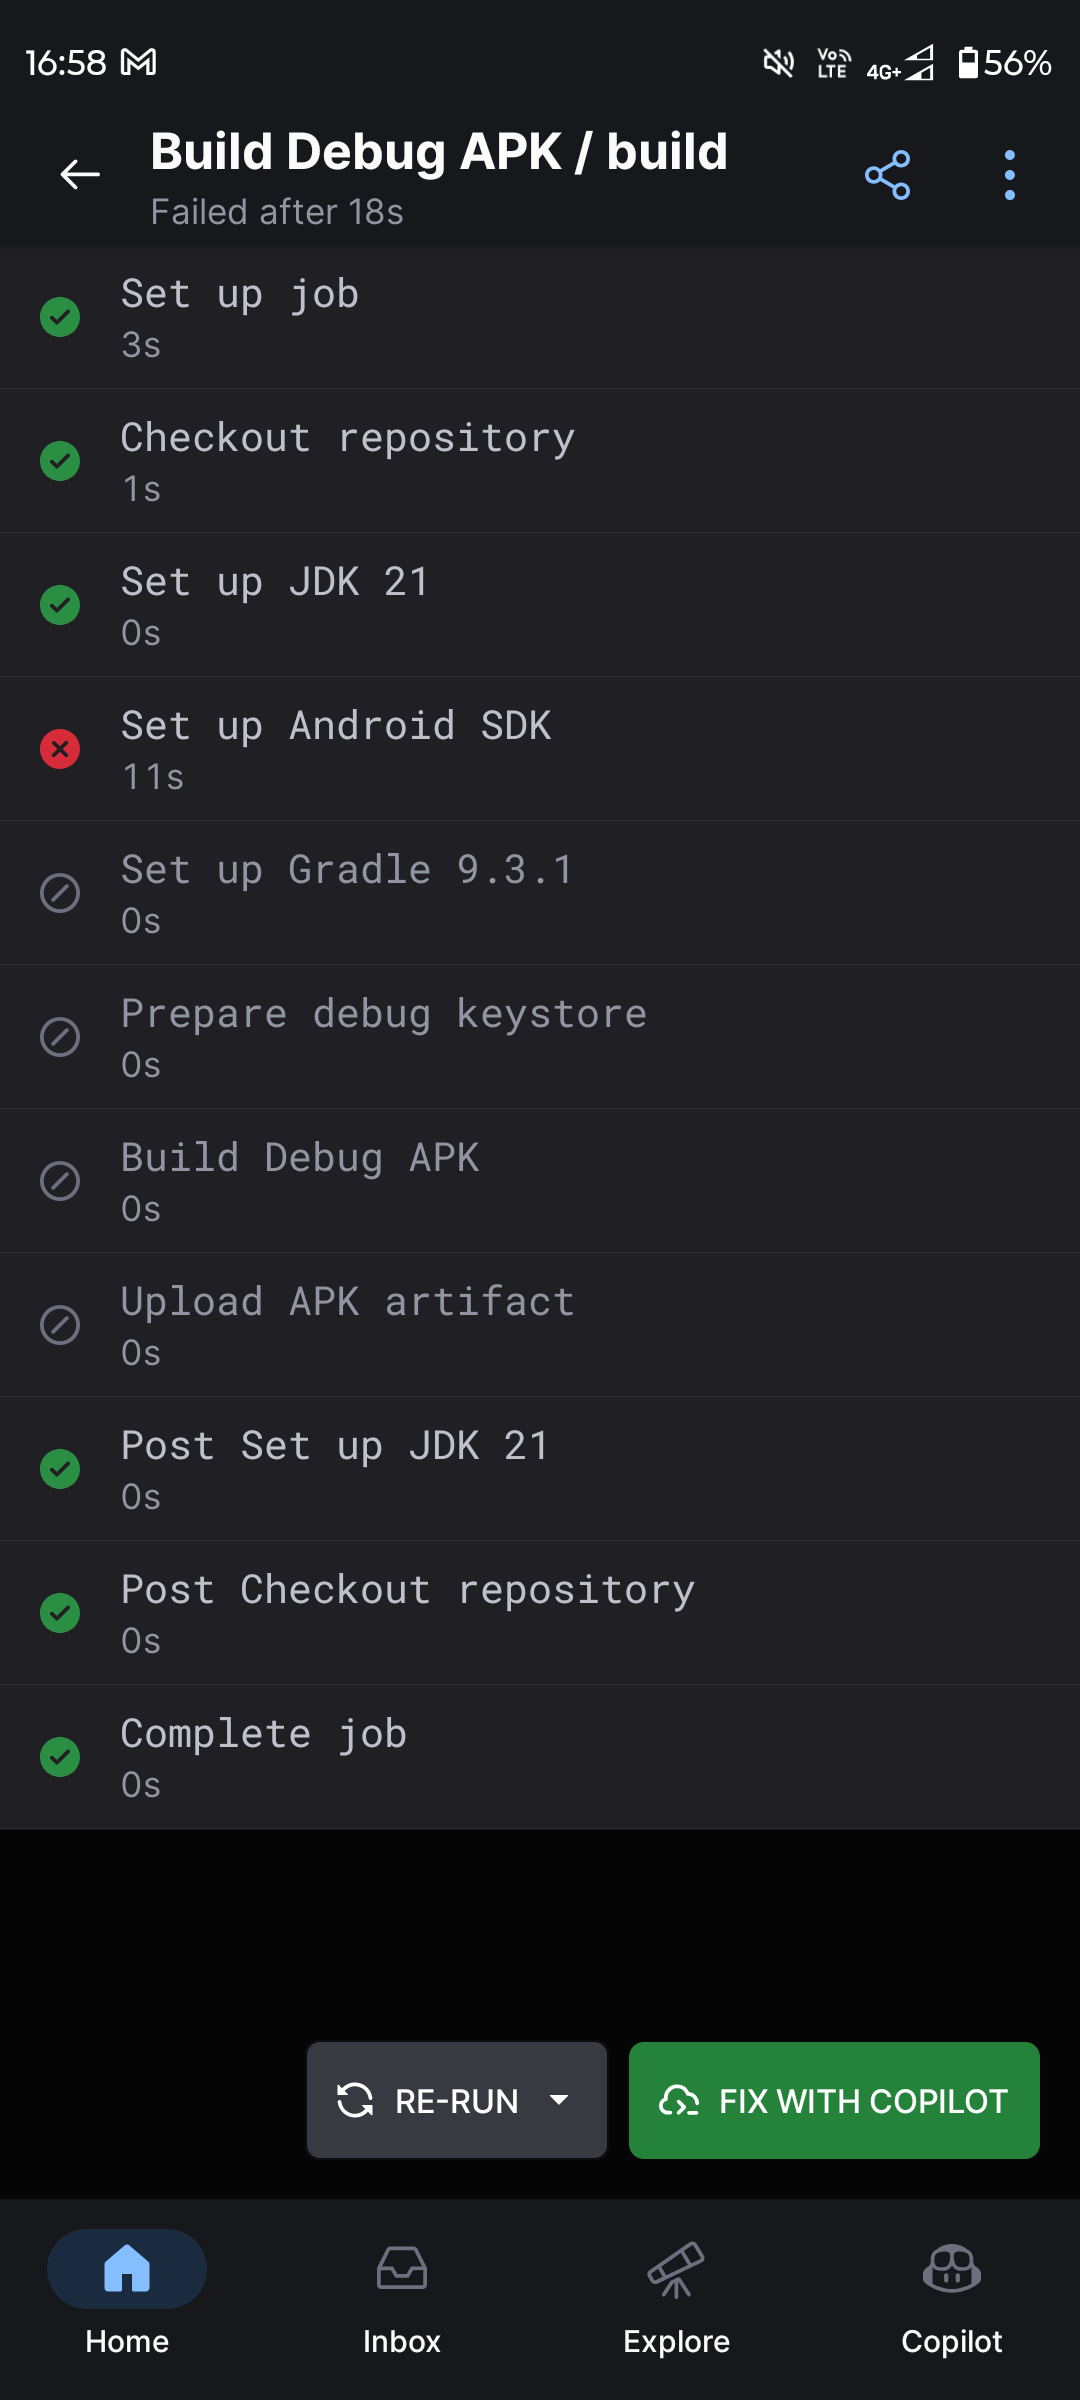 16:58
Vo LTE 4G+ 56%
Build Debug APK / build
Failed after 18s
Set up job
3s
Checkout repository
1s
Set up JDK 21
0s
Set up Android SDK
11s
Set up Gradle 9.3.1
0s
Prepare debug keystore
0s
Build Debug APK
0s
Upload APK artifact
0s
Post Set up JDK 21
0s
Post Checkout repository
0s
Complete job
0s
RE-RUN
FIX WITH COPILOT
Home
Inbox
Explore
Copilot